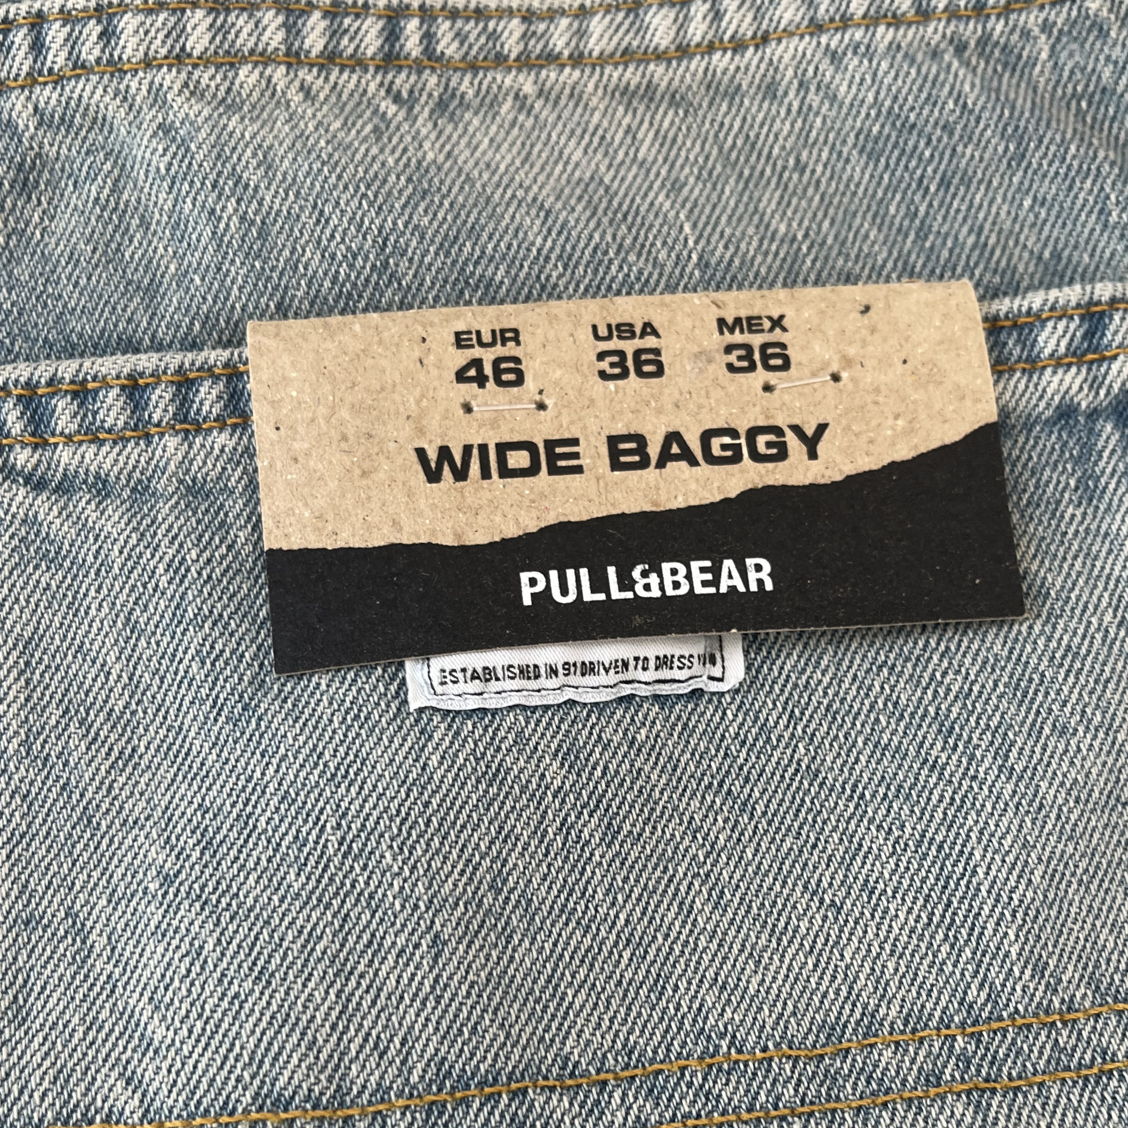 EUR USA MEX
46 36 36
WIDE BAGGY
PULL&BEAR
ESTABLISHED IN 91 DRIVEN TO DRESS